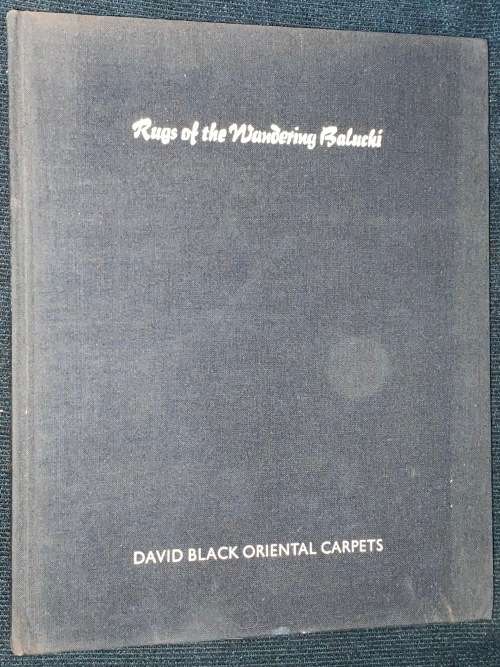 Rugs of the Wandering Baluchi
DAVID BLACK ORIENTAL CARPETS